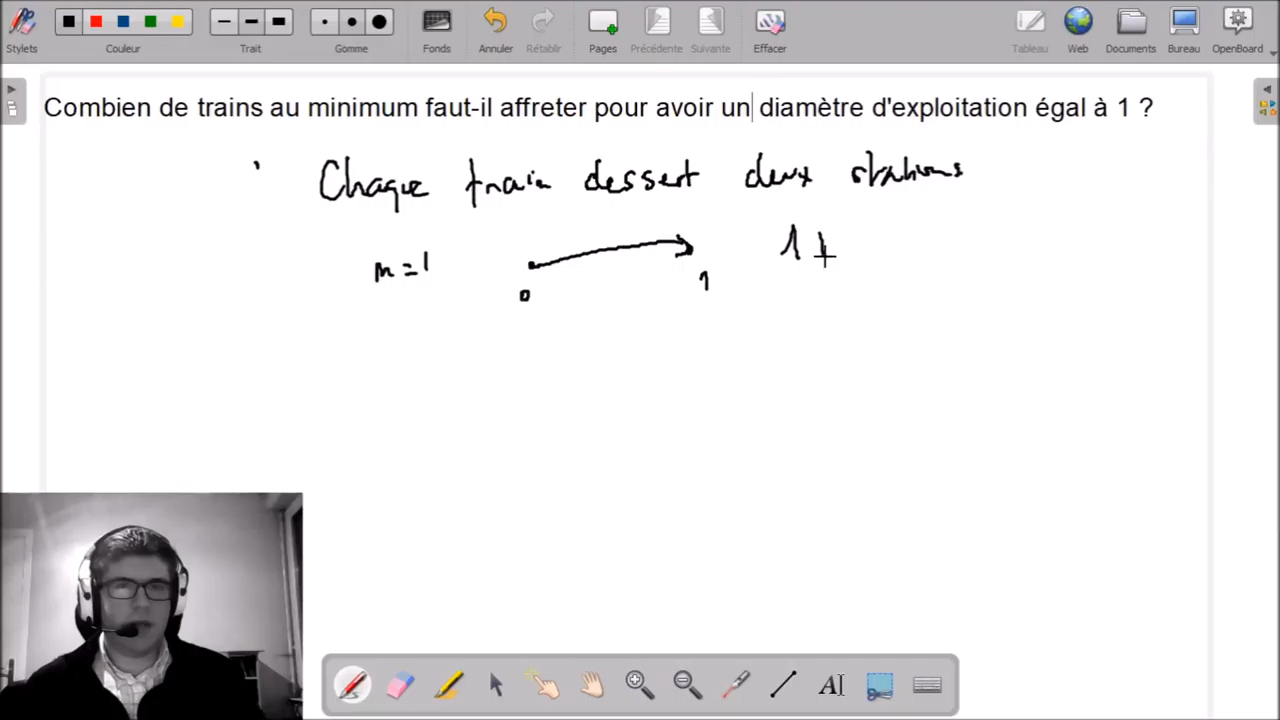 Stylets
Couleur
Trait
Gomme
Fonds
Annuler
Rétablir
Pages
Précédente
Suivante
Effacer
Tableau
Web
Documents
Bureau
OpenBoard
Combien de trains au minimum faut-il affreter pour avoir un diamètre d'exploitation égal à 1 ?
Chaque train dessert deux stations
n=1
0
1
1 t
AI